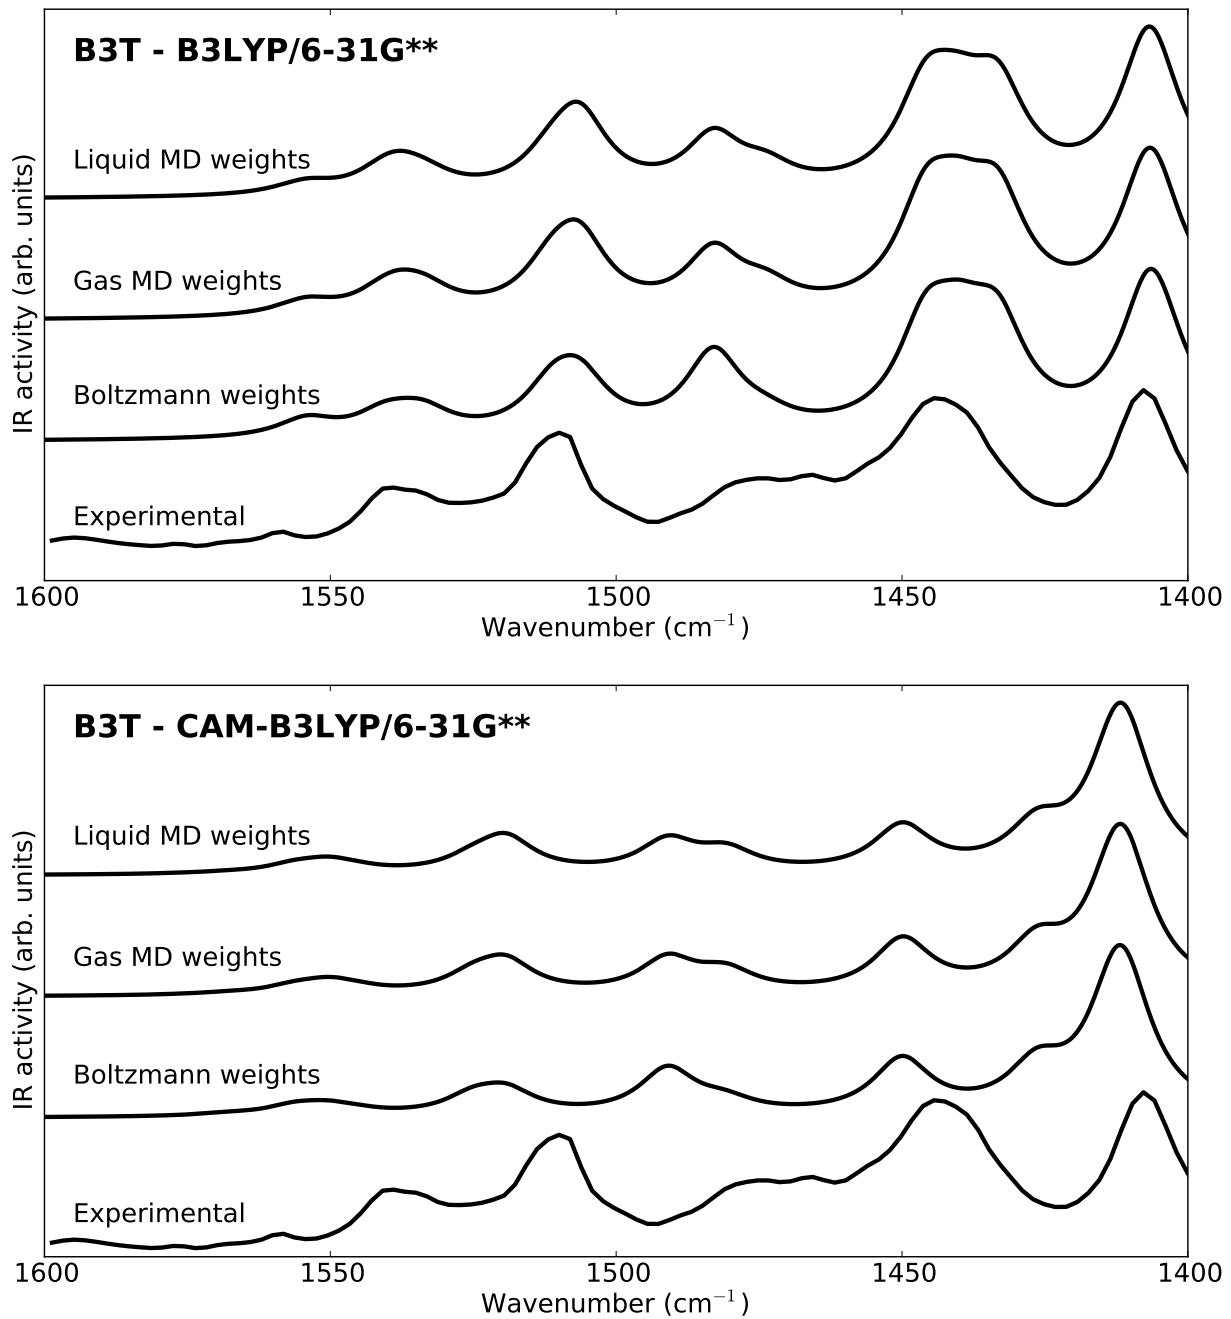 B3T - B3LYP/6-31G**
Liquid MD weights
Gas MD weights
Boltzmann weights
Experimental
IR activity (arb. units)
1600 1550 1500 1450 1400
Wavenumber (cm⁻¹)
B3T - CAM-B3LYP/6-31G**
Liquid MD weights
Gas MD weights
Boltzmann weights
Experimental
IR activity (arb. units)
1600 1550 1500 1450 1400
Wavenumber (cm⁻¹)